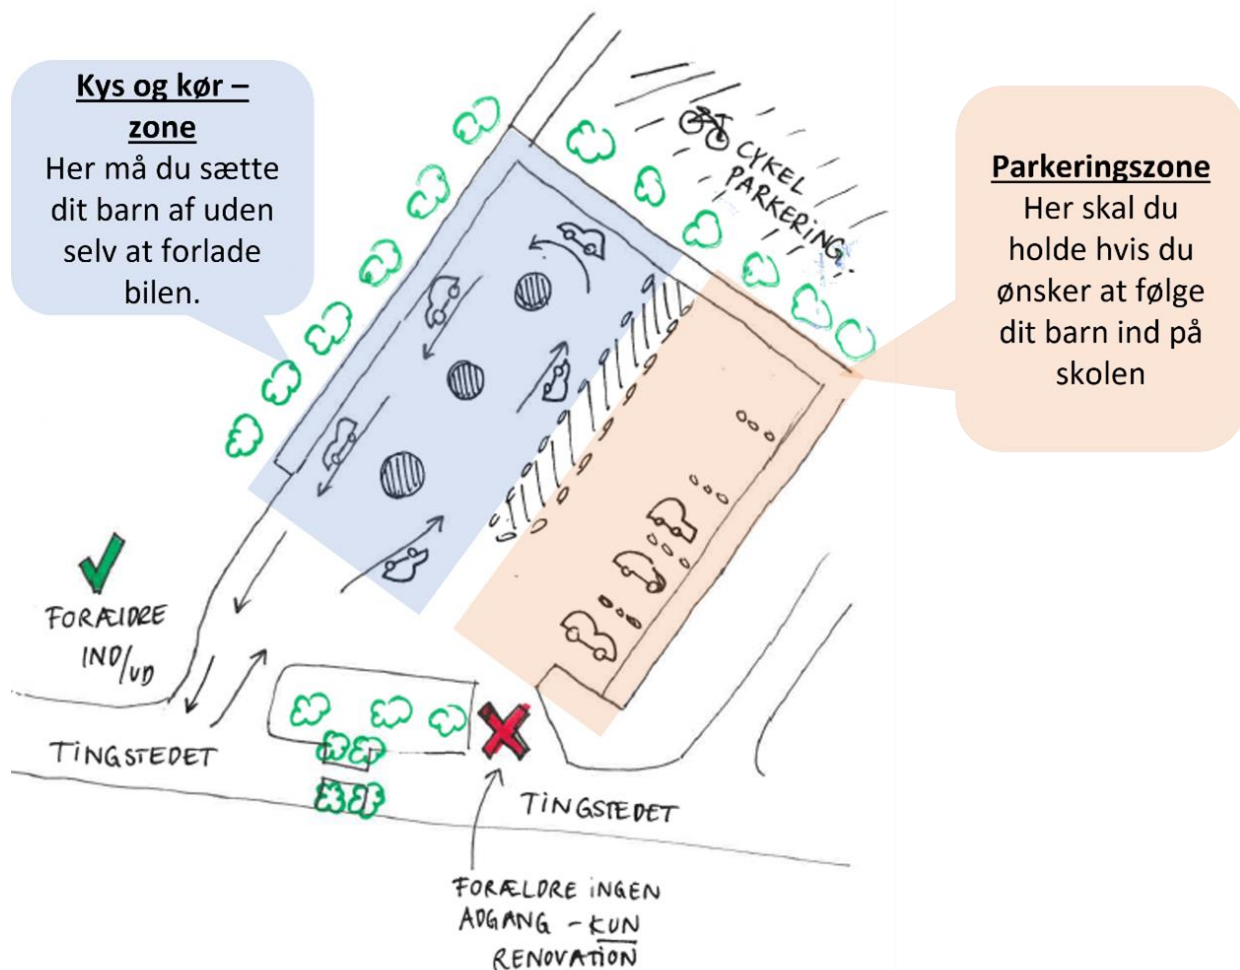 Kys og kør –
zone
Her må du sætte
dit barn af uden
selv at forlade
bilen.
CYKEL
PARKERING
Parkeringszone
Her skal du
holde hvis du
ønsker at følge
dit barn ind på
skolen
FORÆLDRE
IND/UD
TINGSTEDET
TINGSTEDET
FORÆLDRE INGEN
ADGANG – KUN
RENOVATION